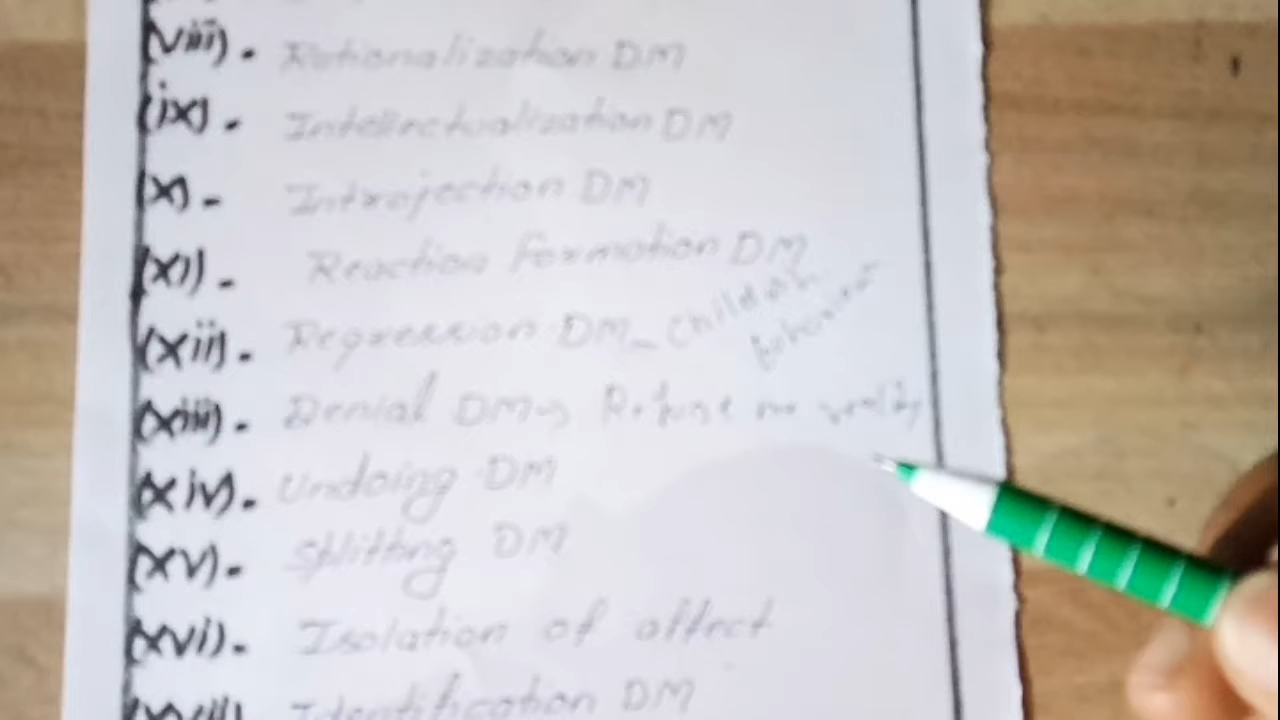 (viii). Rationalization DM
(ix). Intellectualization DM
(X)- Introjection DM
(XI)- Reaction formation DM
(xii). Regression DM- Childish
behaviour
(xiii). Denial DM→ Refuse reality
(xiv). Undoing DM
(xv). Splitting DM
(xvi). Isolation of affect
(xvii). Identification DM